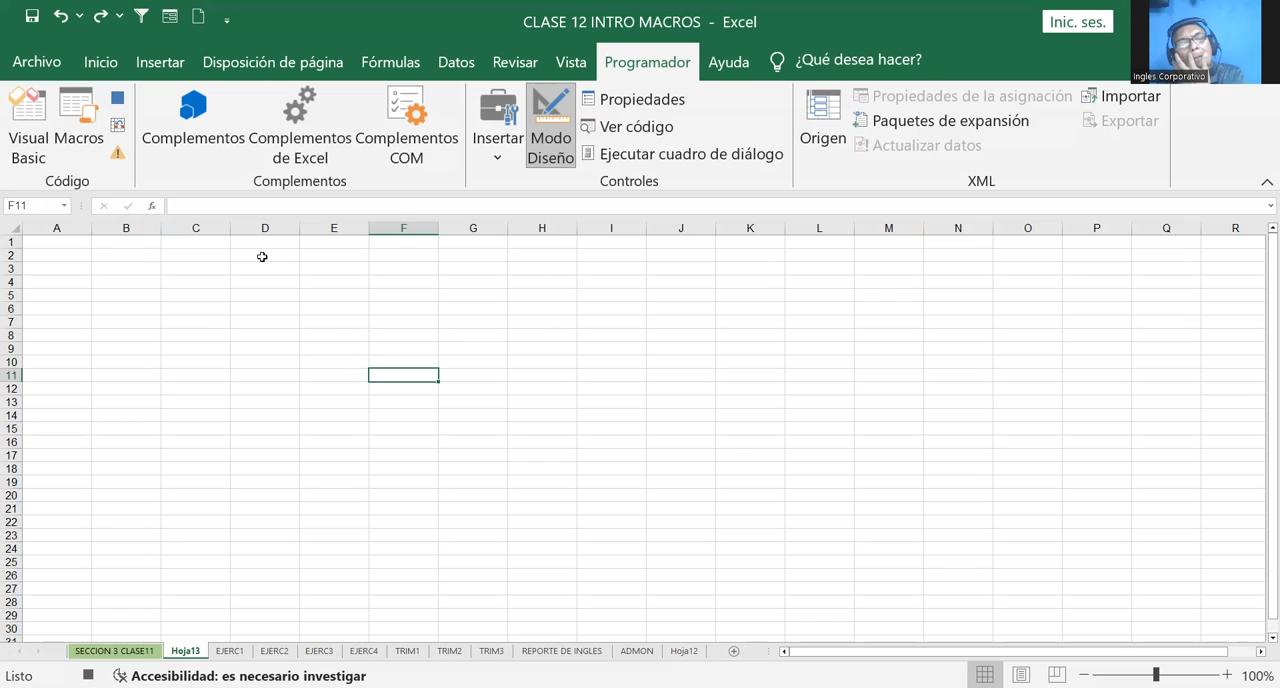 CLASE 12 INTRO MACROS - Excel
Inic. ses.
Ingles Corporativo
Archivo Inicio Insertar Disposición de página Fórmulas Datos Revisar Vista Programador Ayuda ¿Qué desea hacer?
Visual Basic
Macros
Código
Complementos
Complementos de Excel
Complementos COM
Complementos
Insertar
Modo Diseño
Propiedades
Ver código
Ejecutar cuadro de diálogo
Controles
Origen
Propiedades de la asignación
Paquetes de expansión
Actualizar datos
Importar
Exportar
XML
F11
fx
A B C D E F G H I J K L M N O P Q R
1
2
3
4
5
6
7
8
9
10
11
12
13
14
15
16
17
18
19
20
21
22
23
24
25
26
27
28
29
30
31
SECCION 3 CLASE11 Hoja13 EJERC1 EJERC2 EJERC3 EJERC4 TRIM1 TRIM2 TRIM3 REPORTE DE INGLES ADMON Hoja12
Listo Accesibilidad: es necesario investigar 100%